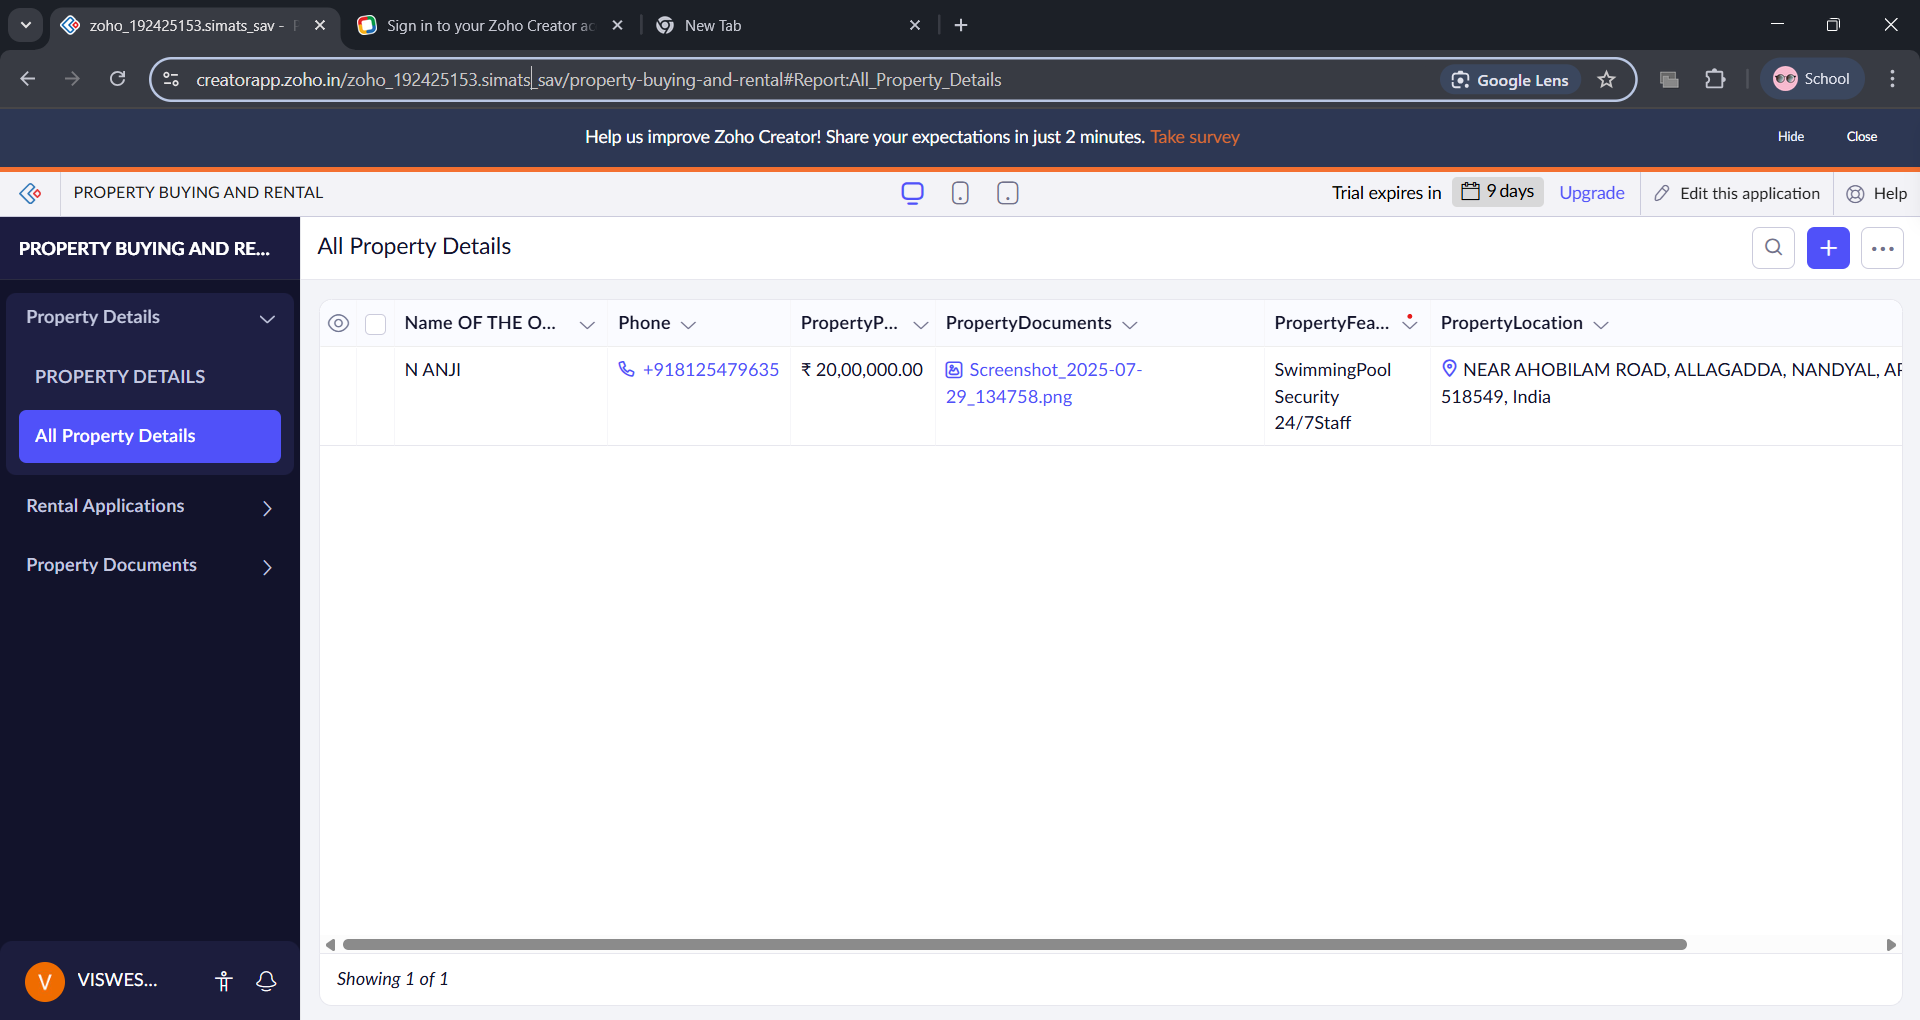 zoho_192425153.simats_sav -
Sign in to your Zoho Creator ac
New Tab
creatorapp.zoho.in/zoho_192425153.simats_sav/property-buying-and-rental#Report:All_Property_Details
Google Lens
School
Help us improve Zoho Creator! Share your expectations in just 2 minutes. Take survey
Hide
Close
PROPERTY BUYING AND RENTAL
Trial expires in
9 days
Upgrade
Edit this application
Help
PROPERTY BUYING AND RE...
All Property Details
Property Details
PROPERTY DETAILS
All Property Details
Rental Applications
Property Documents
Name OF THE O...
Phone
PropertyP...
PropertyDocuments
PropertyFea...
PropertyLocation
N ANJI
+918125479635
₹ 20,00,000.00
Screenshot_2025-07-
29_134758.png
SwimmingPool
Security
24/7Staff
NEAR AHOBILAM ROAD, ALLAGADDA, NANDYAL, AP
518549, India
Showing 1 of 1
V
VISWES...